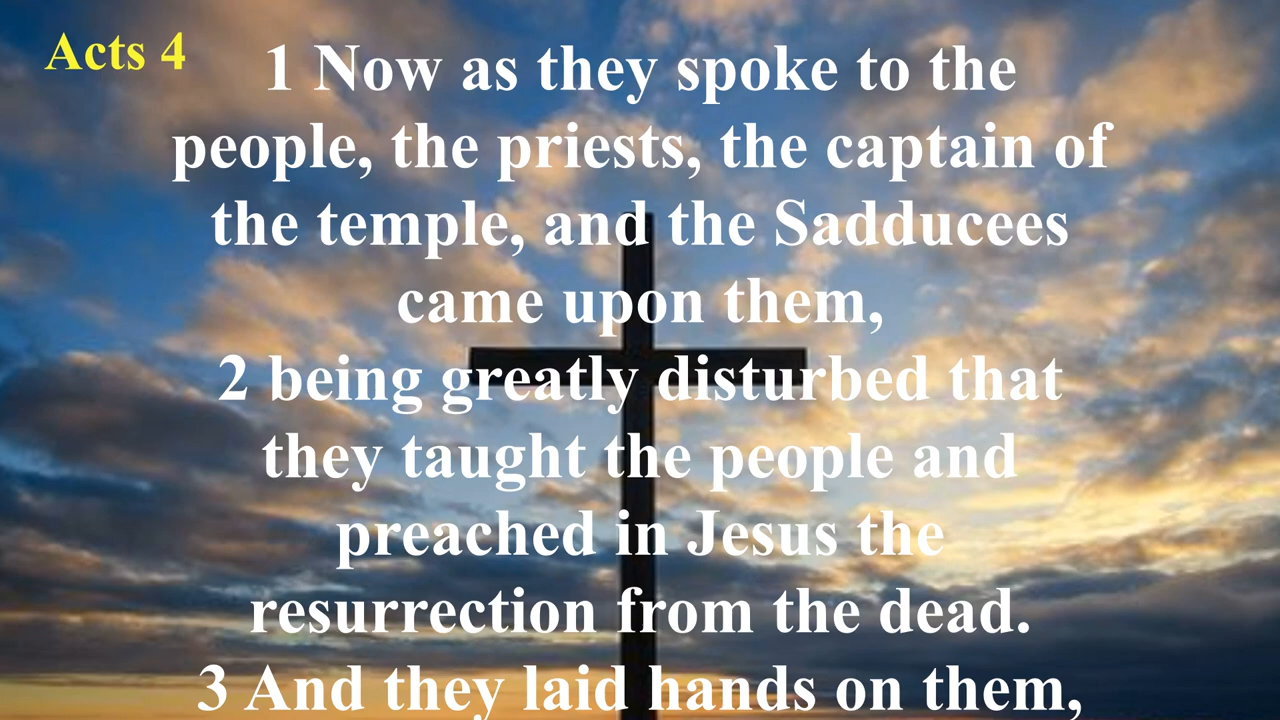 Acts 4
1 Now as they spoke to the
people, the priests, the captain of
the temple, and the Sadducees
came upon them,
2 being greatly disturbed that
they taught the people and
preached in Jesus the
resurrection from the dead.
3 And they laid hands on them,